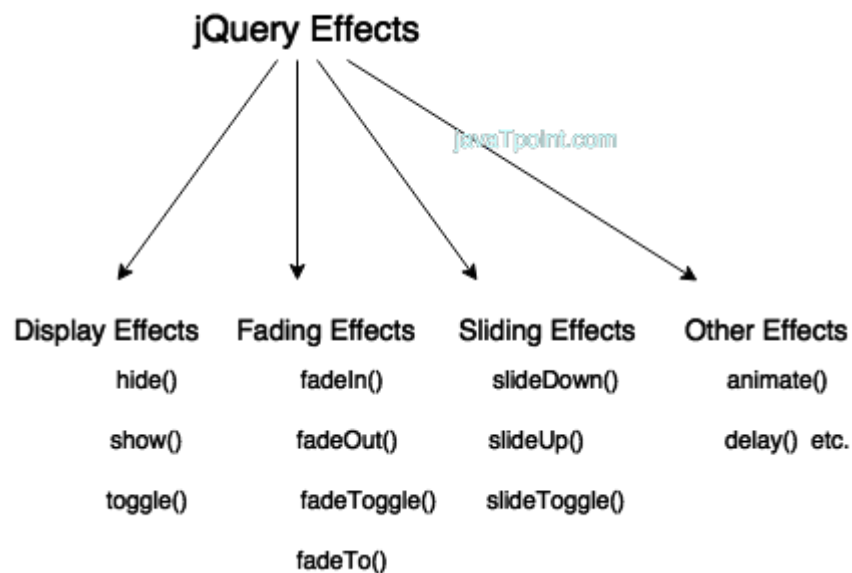 jQuery Effects
javaTpoint.com
Display Effects
hide()
show()
toggle()
Fading Effects
fadeIn()
fadeOut()
fadeToggle()
fadeTo()
Sliding Effects
slideDown()
slideUp()
slideToggle()
Other Effects
animate()
delay() etc.